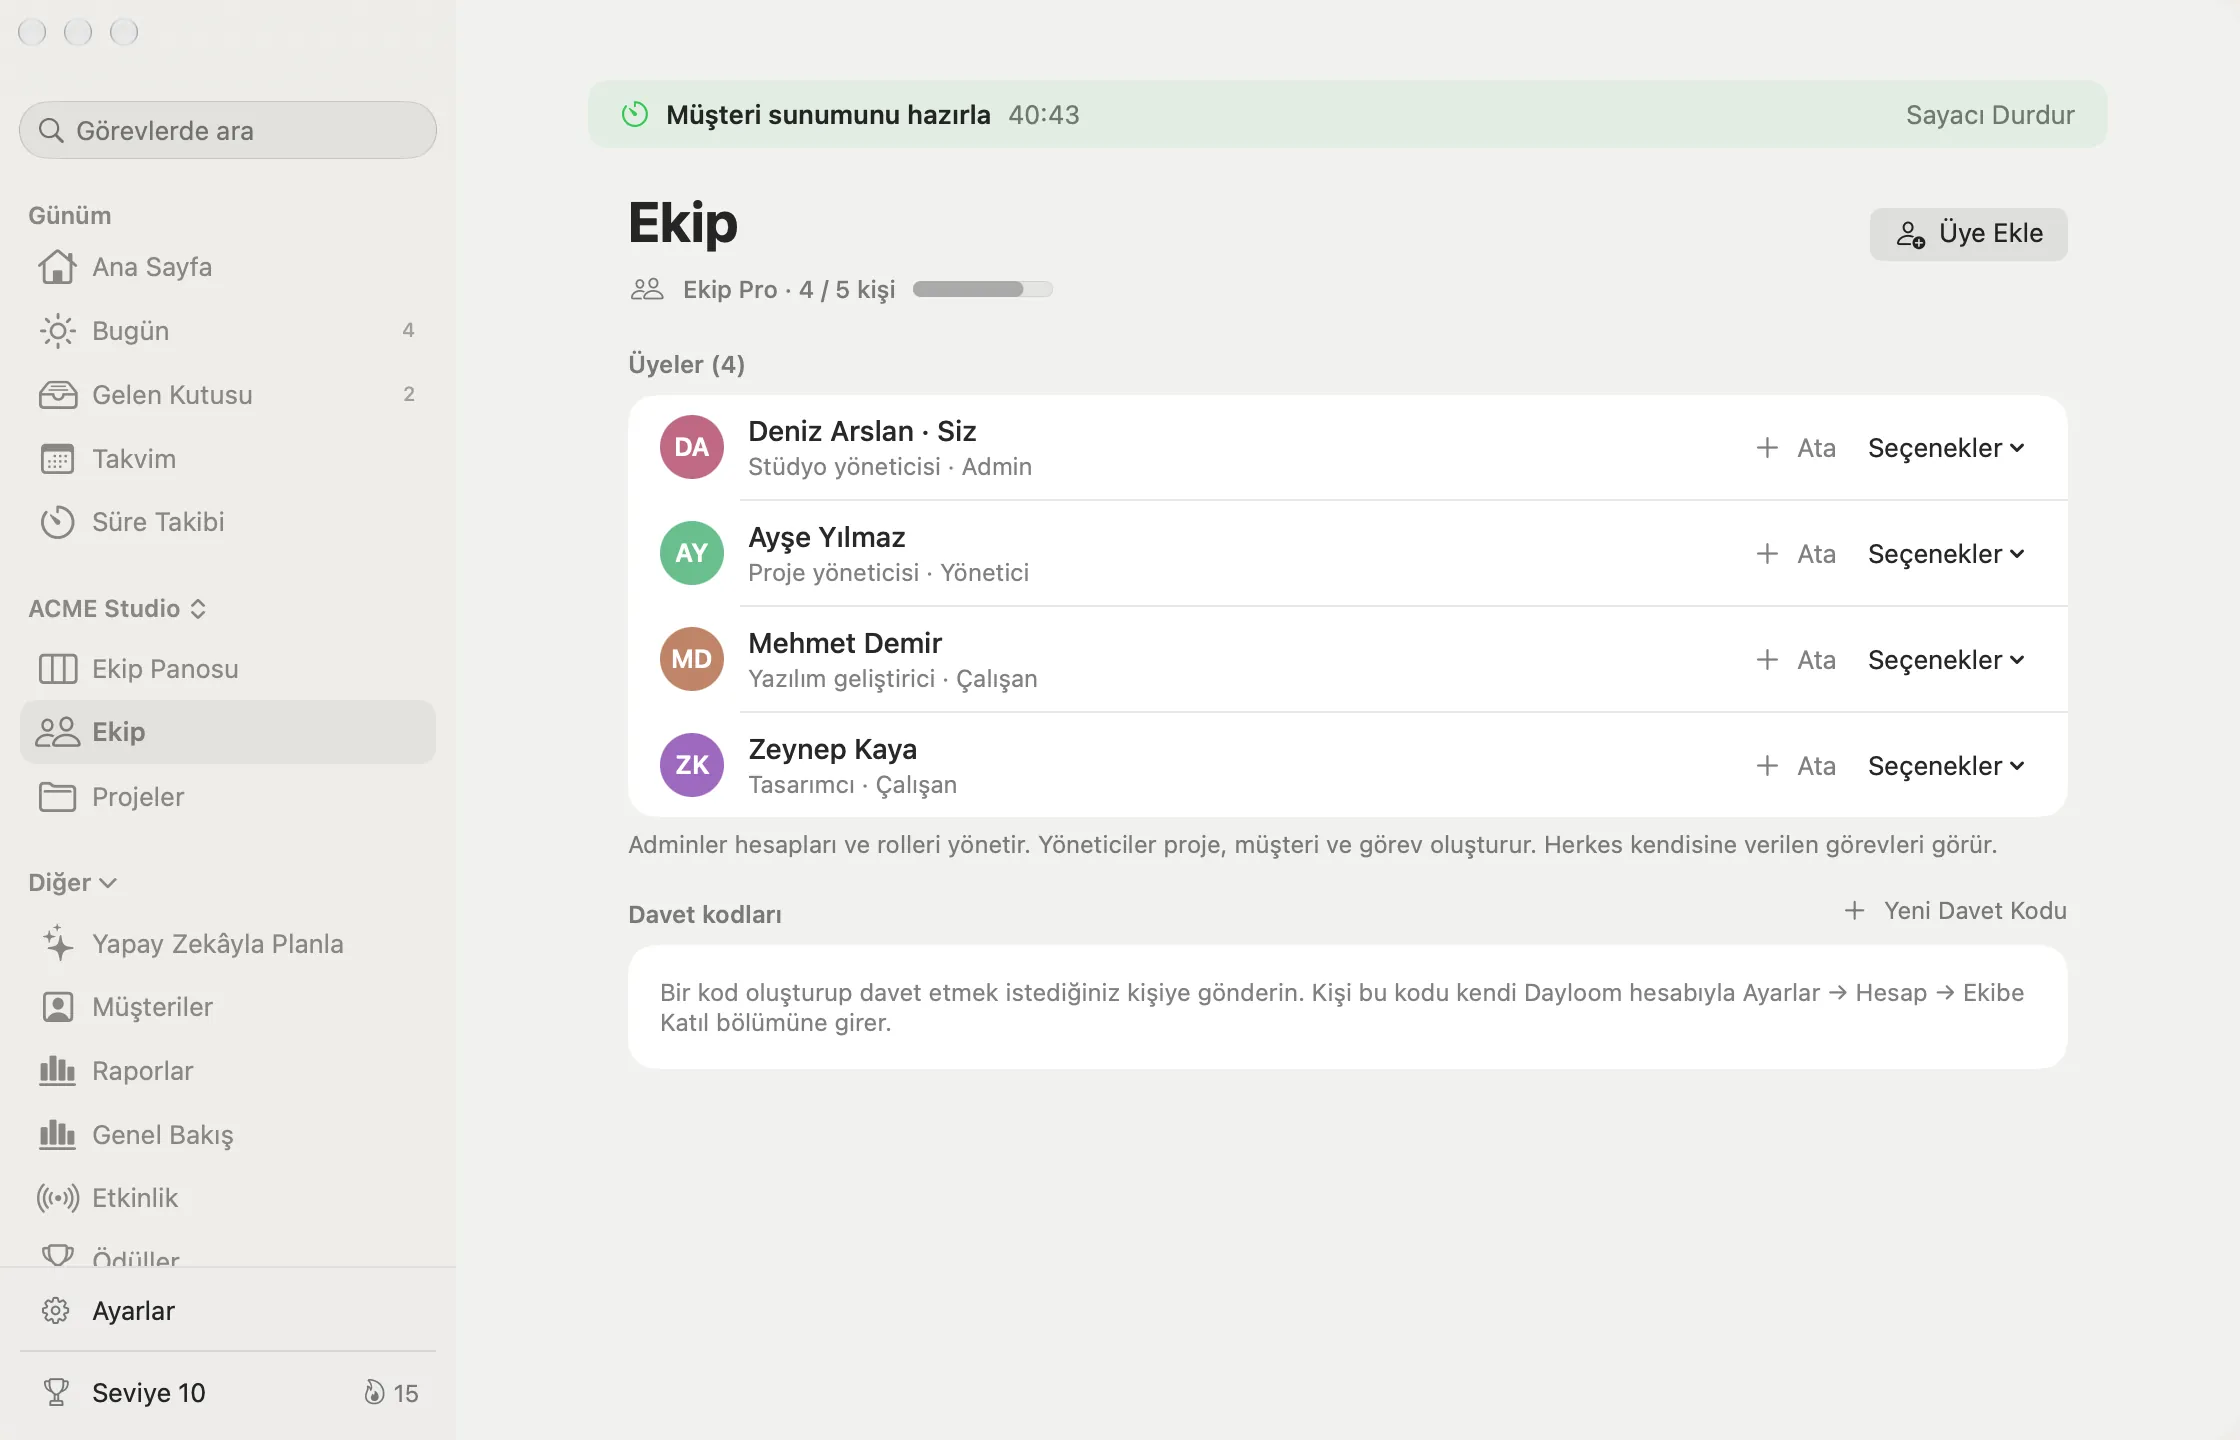 Görevlerde ara
Günüm
Ana Sayfa
Bugün 4
Gelen Kutusu 2
Takvim
Süre Takibi
ACME Studio
Ekip Panosu
Ekip
Projeler
Diğer
Yapay Zekâyla Planla
Müşteriler
Raporlar
Genel Bakış
Etkinlik
Ödüller
Ayarlar
Seviye 10 15
Müşteri sunumunu hazırla 40:43 Sayacı Durdur
Ekip
Üye Ekle
Ekip Pro · 4 / 5 kişi
Üyeler (4)
DA Deniz Arslan · Siz
Stüdyo yöneticisi · Admin
+ Ata Seçenekler
AY Ayşe Yılmaz
Proje yöneticisi · Yönetici
+ Ata Seçenekler
MD Mehmet Demir
Yazılım geliştirici · Çalışan
+ Ata Seçenekler
ZK Zeynep Kaya
Tasarımcı · Çalışan
+ Ata Seçenekler
Adminler hesapları ve rolleri yönetir. Yöneticiler proje, müşteri ve görev oluşturur. Herkes kendisine verilen görevleri görür.
Davet kodları
+ Yeni Davet Kodu
Bir kod oluşturup davet etmek istediğiniz kişiye gönderin. Kişi bu kodu kendi Dayloom hesabıyla Ayarlar → Hesap → Ekibe
Katıl bölümüne girer.